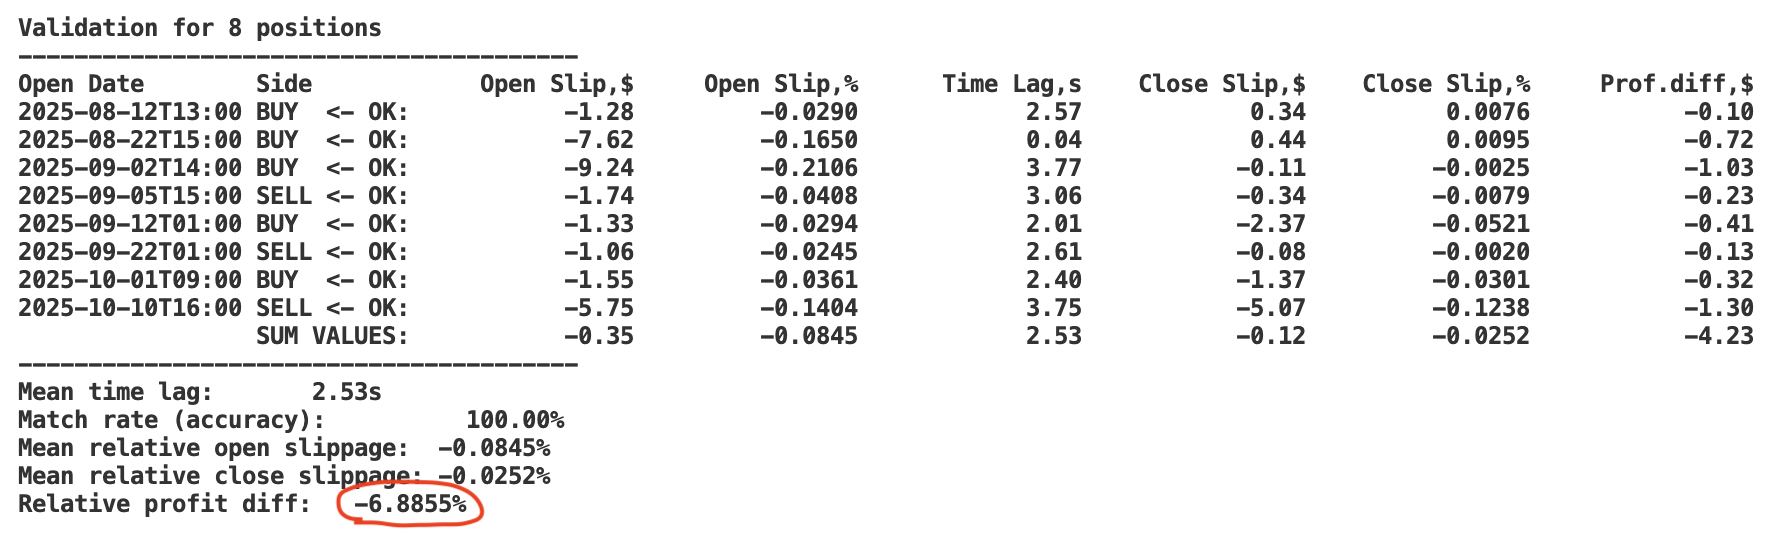 Validation for 8 positions
----------------------------------------
Open Date        Side            Open Slip,$     Open Slip,%      Time Lag,s    Close Slip,$    Close Slip,%     Prof.diff,$
2025-08-12T13:00 BUY  <- OK:           -1.28         -0.0290            2.57            0.34          0.0076           -0.10
2025-08-22T15:00 BUY  <- OK:           -7.62         -0.1650            0.04            0.44          0.0095           -0.72
2025-09-02T14:00 BUY  <- OK:           -9.24         -0.2106            3.77           -0.11         -0.0025           -1.03
2025-09-05T15:00 SELL <- OK:           -1.74         -0.0408            3.06           -0.34         -0.0079           -0.23
2025-09-12T01:00 BUY  <- OK:           -1.33         -0.0294            2.01           -2.37         -0.0521           -0.41
2025-09-22T01:00 SELL <- OK:           -1.06         -0.0245            2.61           -0.08         -0.0020           -0.13
2025-10-01T09:00 BUY  <- OK:           -1.55         -0.0361            2.40           -1.37         -0.0301           -0.32
2025-10-10T16:00 SELL <- OK:           -5.75         -0.1404            3.75           -5.07         -0.1238           -1.30
                 SUM VALUES:           -0.35         -0.0845            2.53           -0.12         -0.0252           -4.23
----------------------------------------
Mean time lag:       2.53s
Match rate (accuracy):          100.00%
Mean relative open slippage:  -0.0845%
Mean relative close slippage: -0.0252%
Relative profit diff:   -6.8855%